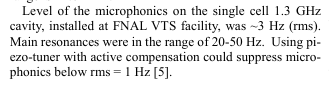 Level of the microphonics on the single cell 1.3 GHz
cavity, installed at FNAL VTS facility, was ~3 Hz (rms).
Main resonances were in the range of 20-50 Hz.  Using pi-
ezo-tuner with active compensation could suppress micro-
phonics below rms = 1 Hz [5].